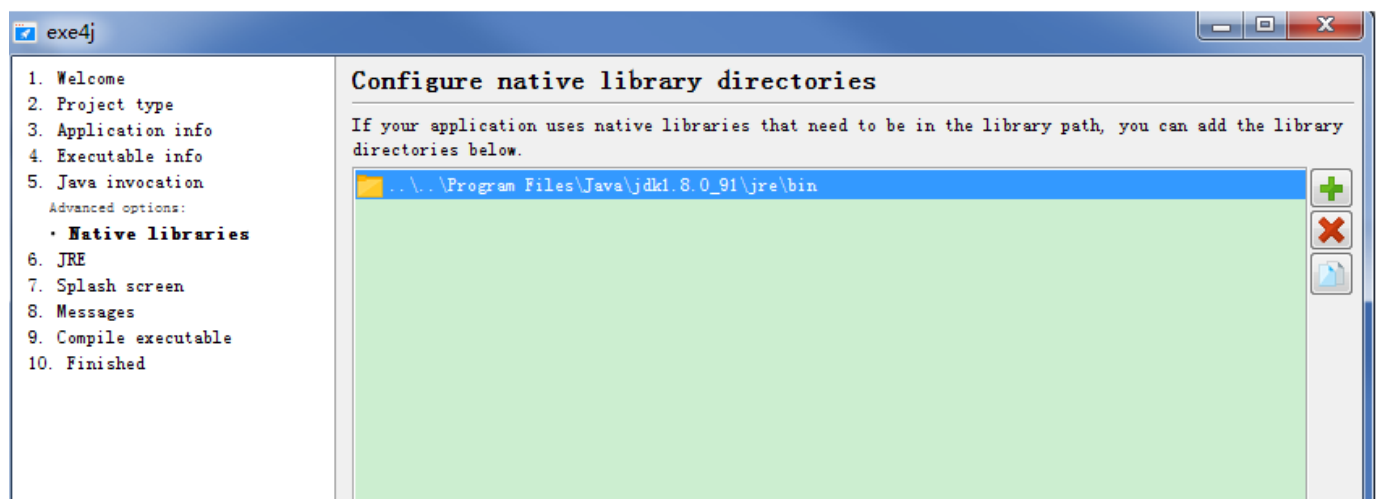 exe4j
1. Welcome
2. Project type
3. Application info
4. Executable info
5. Java invocation
Advanced options:
· Native libraries
6. JRE
7. Splash screen
8. Messages
9. Compile executable
10. Finished
Configure native library directories
If your application uses native libraries that need to be in the library path, you can add the library
directories below.
..\..\Program Files\Java\jdk1.8.0_91\jre\bin